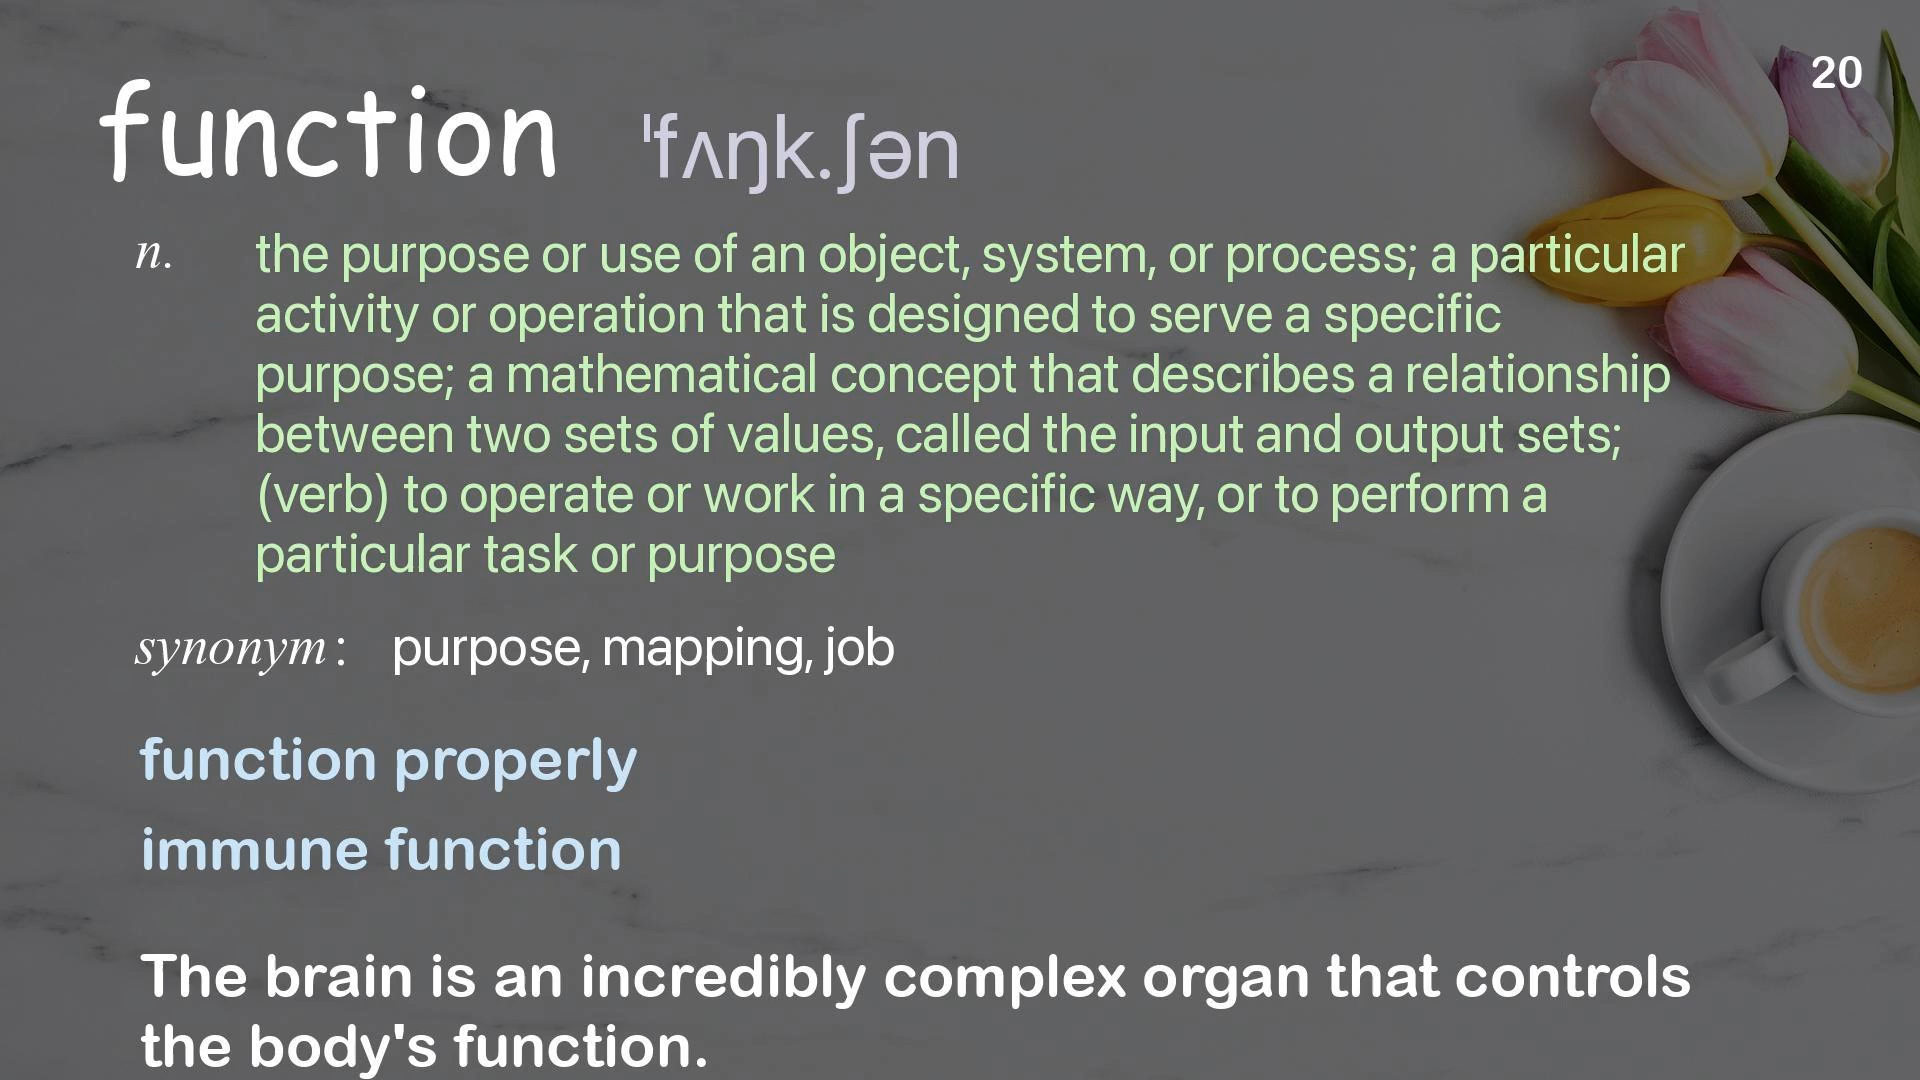 20
function ˈfʌŋk.ʃən
n. the purpose or use of an object, system, or process; a particular
activity or operation that is designed to serve a specific
purpose; a mathematical concept that describes a relationship
between two sets of values, called the input and output sets;
(verb) to operate or work in a specific way, or to perform a
particular task or purpose
synonym : purpose, mapping, job
function properly
immune function
The brain is an incredibly complex organ that controls
the body's function.